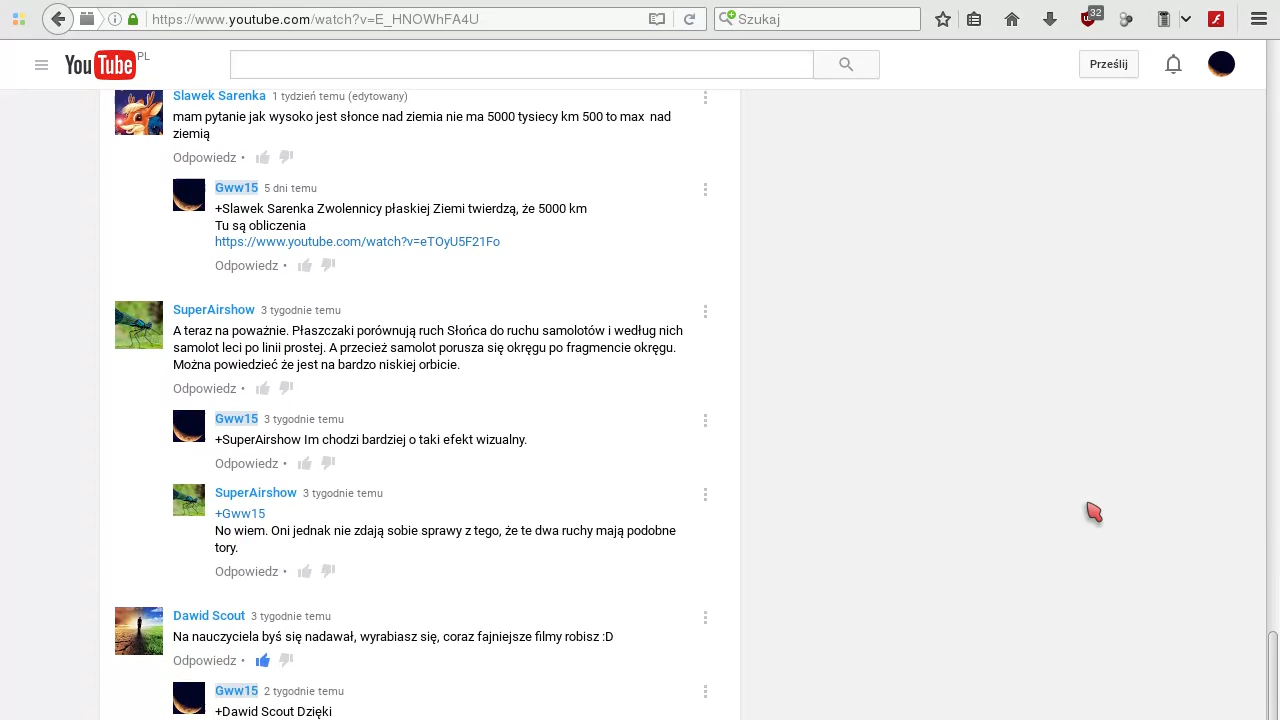 https://www.youtube.com/watch?v=E_HNOWhFA4U
Szukaj
32
YouTube PL
Prześlij
Slawek Sarenka 1 tydzień temu (edytowany)
mam pytanie jak wysoko jest słonce nad ziemia nie ma 5000 tysiecy km 500 to max nad
ziemią
Odpowiedz •
Gww15 5 dni temu
+Slawek Sarenka Zwolennicy płaskiej Ziemi twierdzą, że 5000 km
Tu są obliczenia
https://www.youtube.com/watch?v=eTOyU5F21Fo
Odpowiedz •
SuperAirshow 3 tygodnie temu
A teraz na poważnie. Płaszczaki porównują ruch Słońca do ruchu samolotów i według nich
samolot leci po linii prostej. A przecież samolot porusza się okręgu po fragmencie okręgu.
Można powiedzieć że jest na bardzo niskiej orbicie.
Odpowiedz •
Gww15 3 tygodnie temu
+SuperAirshow Im chodzi bardziej o taki efekt wizualny.
Odpowiedz •
SuperAirshow 3 tygodnie temu
+Gww15
No wiem. Oni jednak nie zdają sobie sprawy z tego, że te dwa ruchy mają podobne
tory.
Odpowiedz •
Dawid Scout 3 tygodnie temu
Na nauczyciela byś się nadawał, wyrabiasz się, coraz fajniejsze filmy robisz :D
Odpowiedz •
Gww15 2 tygodnie temu
+Dawid Scout Dzięki